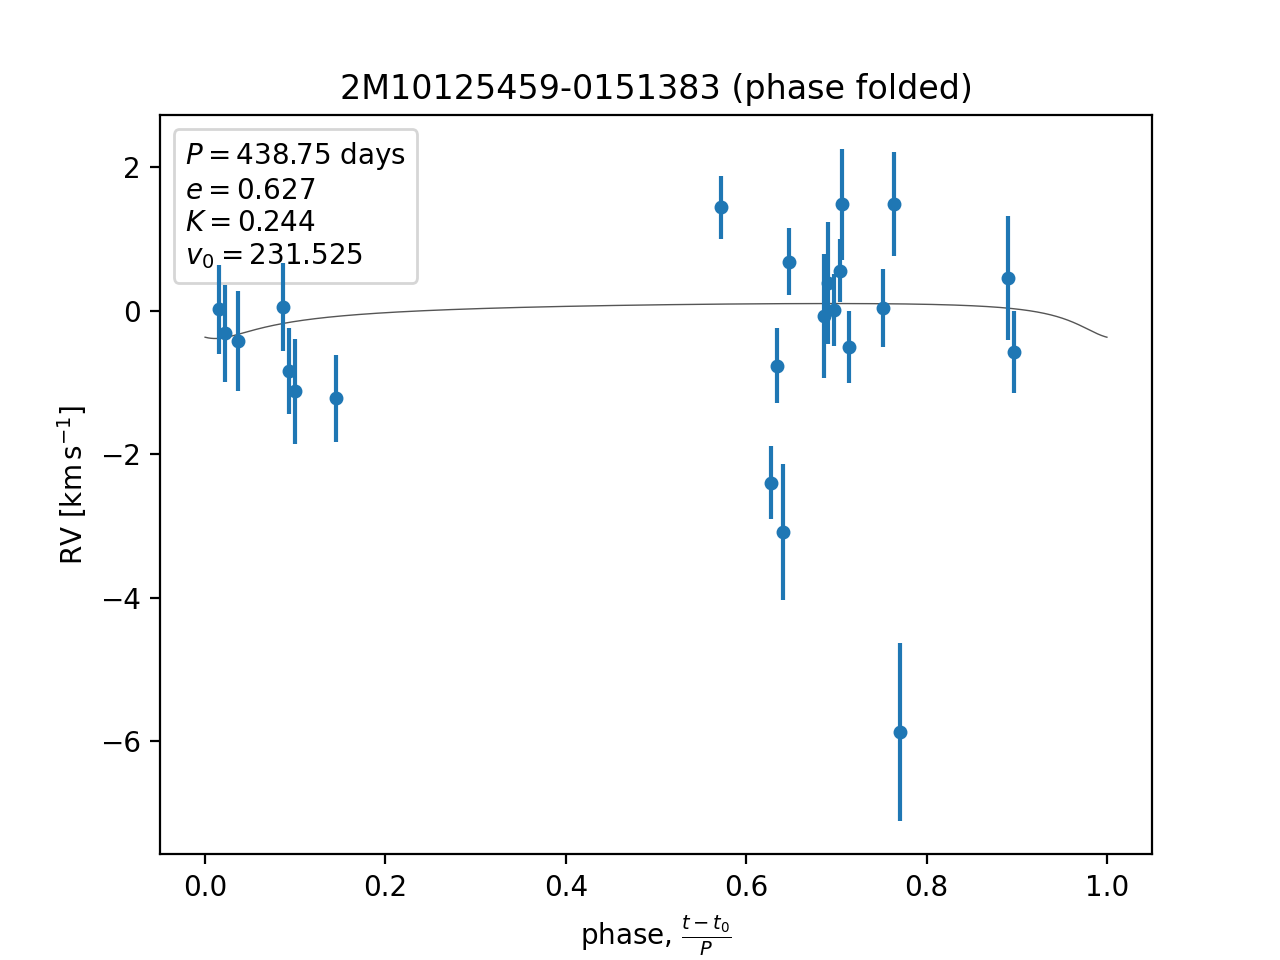 2M10125459-0151383 (phase folded)
P = 438.75 days
e = 0.627
K = 0.244
v₀ = 231.525
2
0
−2
−4
−6
RV [km s⁻¹]
0.0 0.2 0.4 0.6 0.8 1.0
phase, (t − t₀)/P